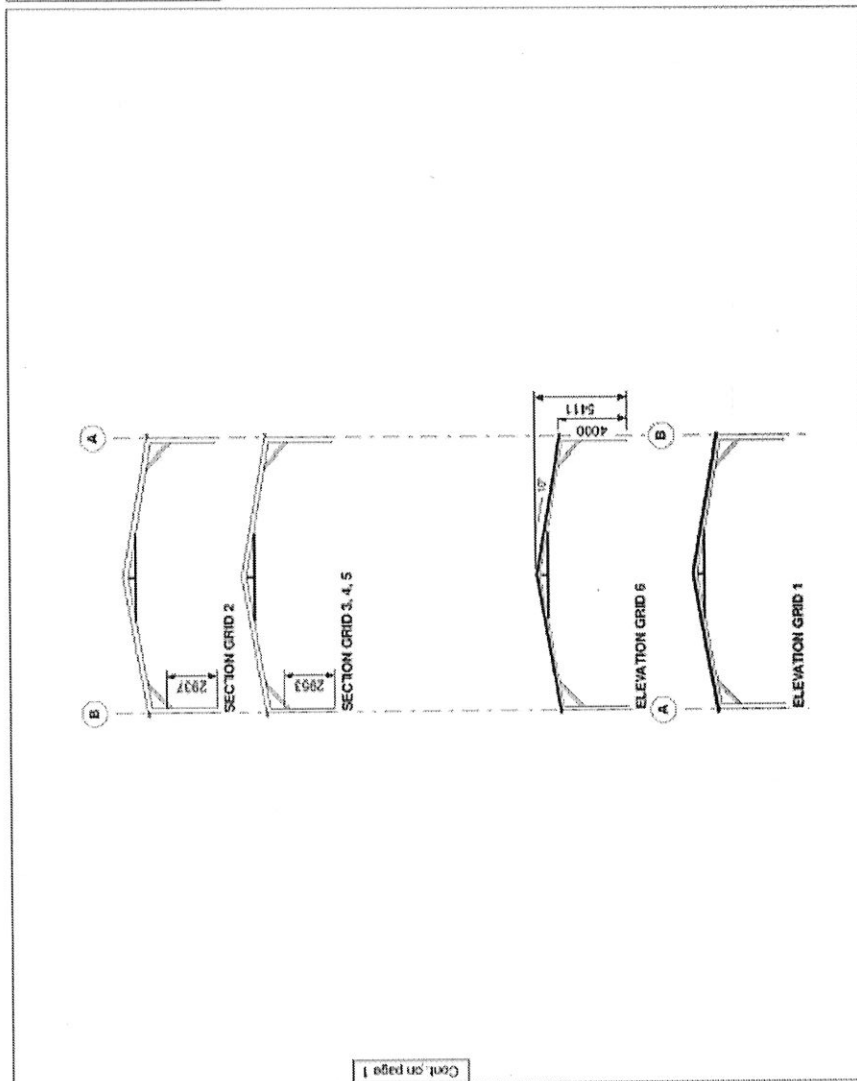 A
B
2937
SECTION GRID 2
2953
SECTION GRID 3, 4, 5
5411
4000
10°
ELEVATION GRID 6
B
A
ELEVATION GRID 1
Cont. on page 1